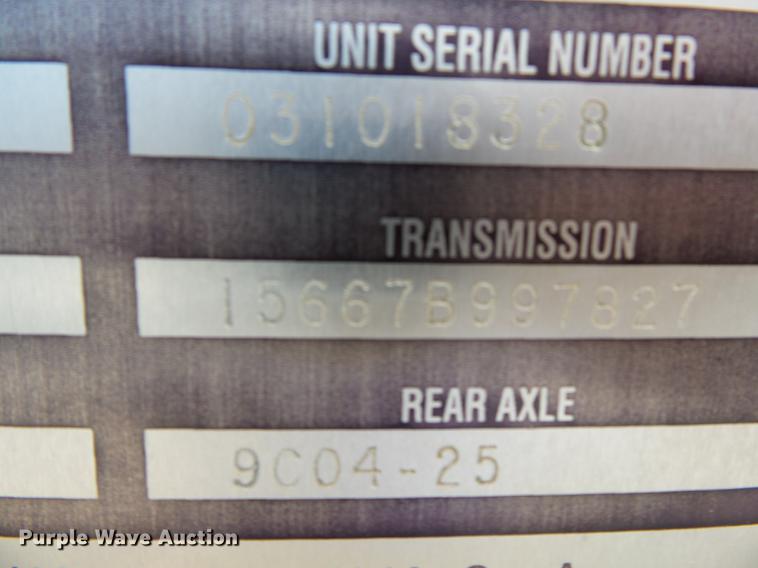 UNIT SERIAL NUMBER
031018328
TRANSMISSION
15667B997827
REAR AXLE
9C04-25
Purple Wave Auction